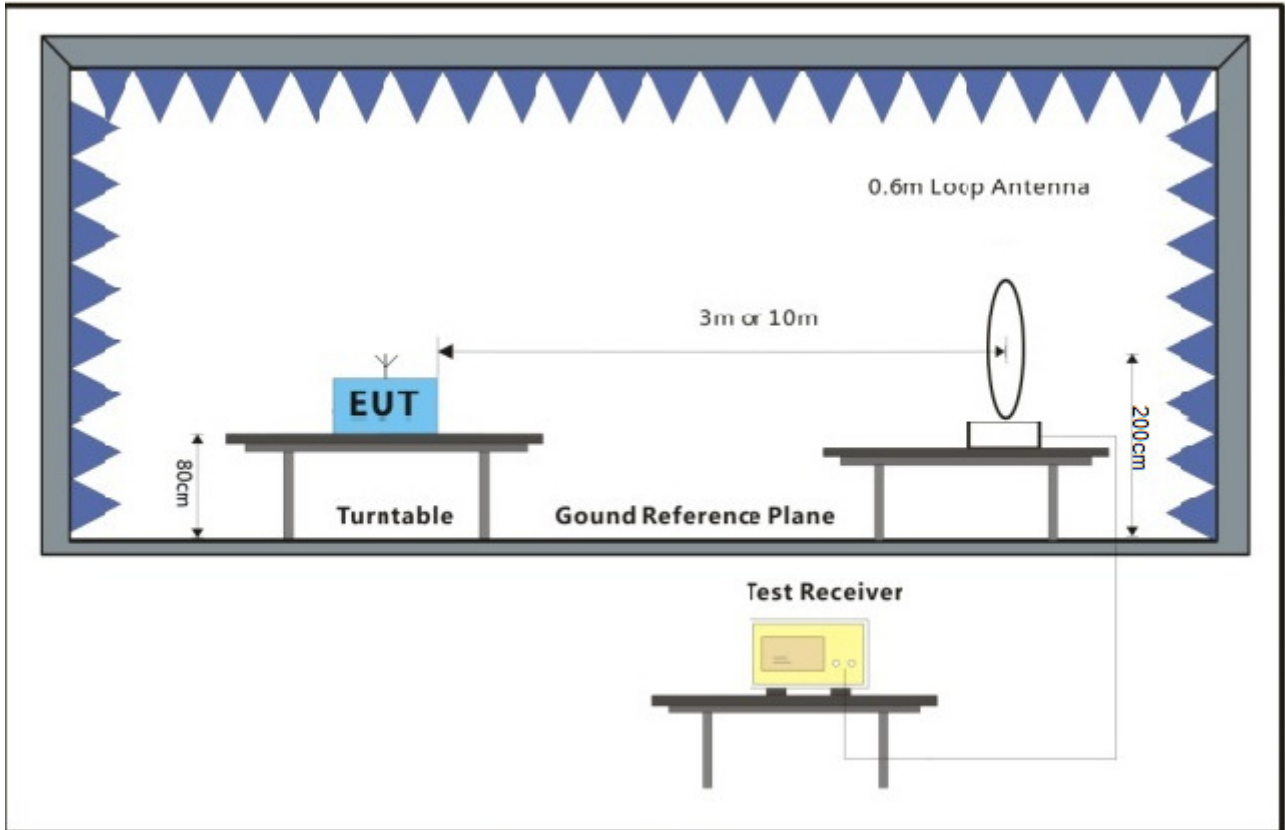 0.6m Loop Antenna
3m or 10m
EUT
80cm
200cm
Turntable
Gound Reference Plane
Test Receiver